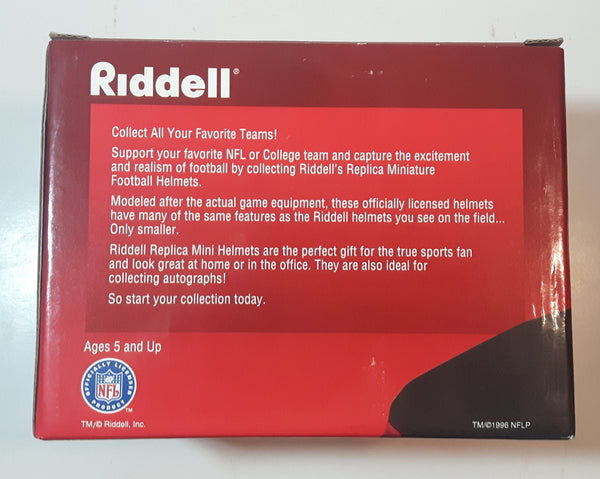 Riddell®
Collect All Your Favorite Teams!
Support your favorite NFL or College team and capture the excitement
and realism of football by collecting Riddell's Replica Miniature
Football Helmets.
Modeled after the actual game equipment, these officially licensed helmets
have many of the same features as the Riddell helmets you see on the field...
Only smaller.
Riddell Replica Mini Helmets are the perfect gift for the true sports fan
and look great at home or in the office. They are also ideal for
collecting autographs!
So start your collection today.
Ages 5 and Up
OFFICIALLY LICENSED
NFL
PRODUCT
TM
TM/© Riddell, Inc.
TM/©1996 NFLP